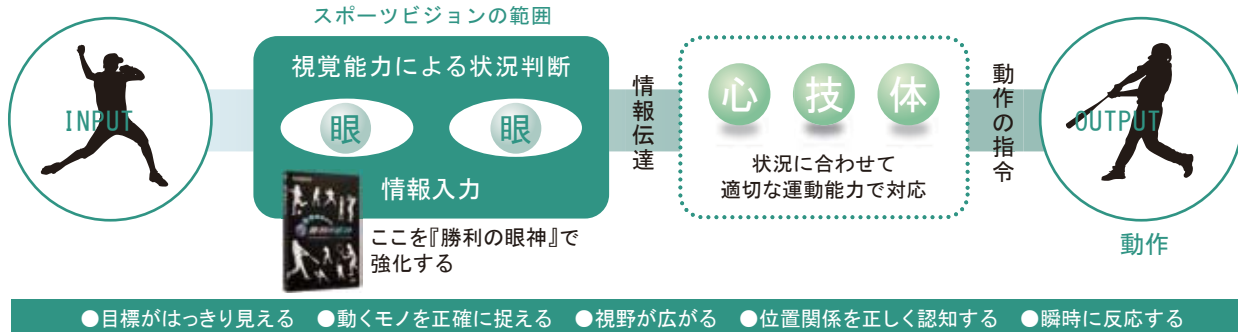 スポーツビジョンの範囲
INPUT
視覚能力による状況判断
眼 眼
情報入力
ここを『勝利の眼神』で
強化する
情報伝達
心 技 体
状況に合わせて
適切な運動能力で対応
動作の指令
OUTPUT
動作
●目標がはっきり見える ●動くモノを正確に捉える ●視野が広がる ●位置関係を正しく認知する ●瞬時に反応する